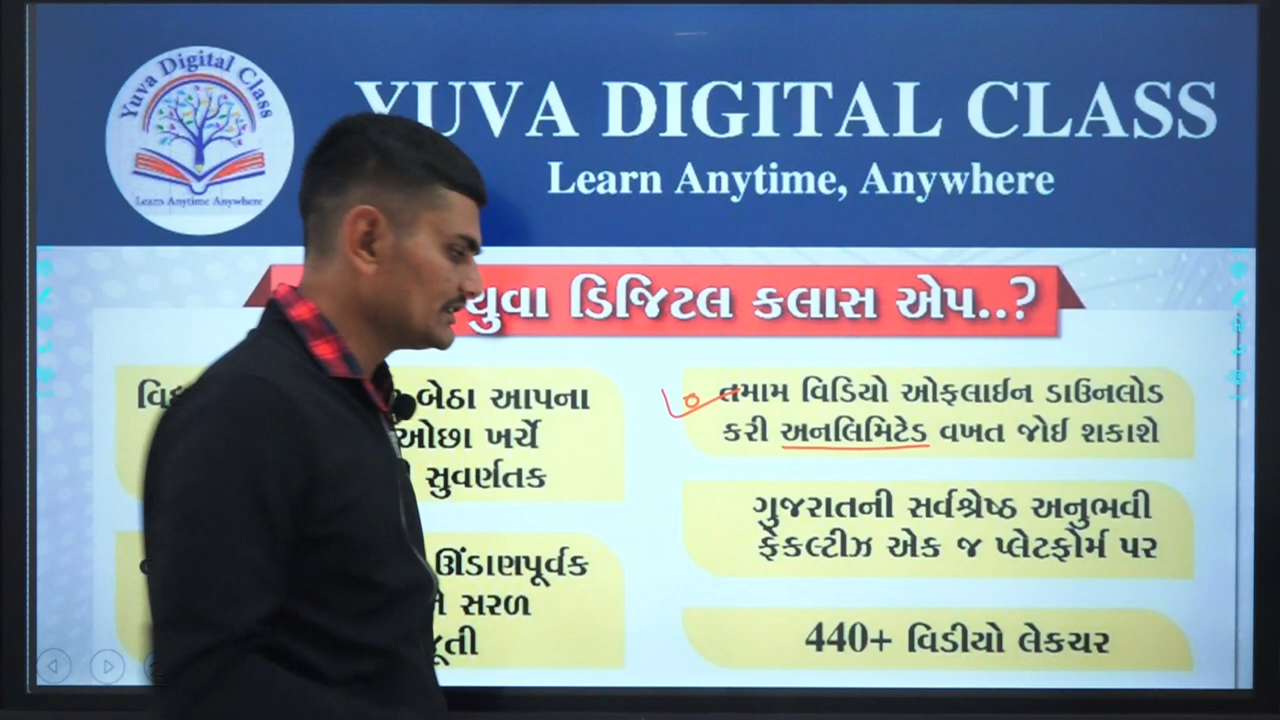 Yuva Digital Class
Learn Anytime Anywhere
YUVA DIGITAL CLASS
Learn Anytime, Anywhere
યુવા ડિજિટલ કલાસ એપ..?
બેઠા આપના
ઓછા ખર્ચે
સુવર્ણતક
ઊંડાણપૂર્વક
સરળ
તમામ વિડિયો ઓફલાઈન ડાઉનલોડ
કરી અનલિમિટેડ વખત જોઈ શકાશે
ગુજરાતની સર્વશ્રેષ્ઠ અનુભવી
ફેકલ્ટીઝ એક જ પ્લેટફોર્મ પર
440+ વિડીયો લેકચર